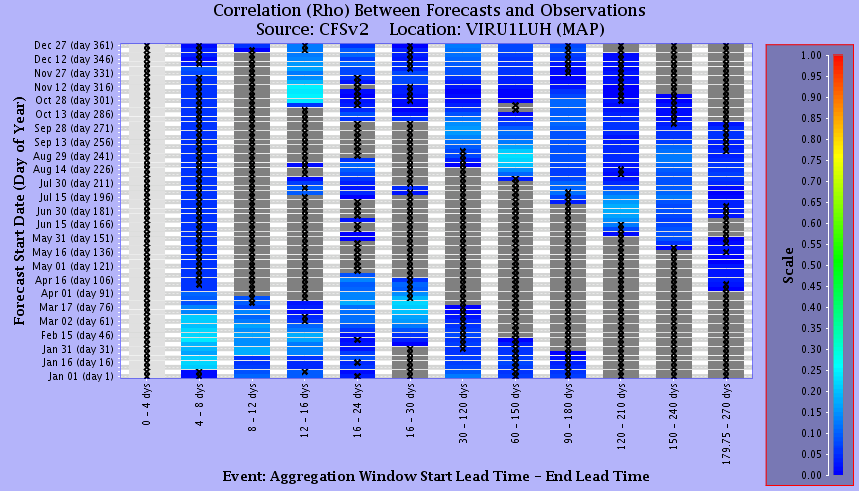 Correlation (Rho) Between Forecasts and Observations
Source: CFSv2 Location: VIRU1LUH (MAP)
Forecast Start Date (Day of Year)
Dec 27 (day 361)
Dec 12 (day 346)
Nov 27 (day 331)
Nov 12 (day 316)
Oct 28 (day 301)
Oct 13 (day 286)
Sep 28 (day 271)
Sep 13 (day 256)
Aug 29 (day 241)
Aug 14 (day 226)
Jul 30 (day 211)
Jul 15 (day 196)
Jun 30 (day 181)
Jun 15 (day 166)
May 31 (day 151)
May 16 (day 136)
May 01 (day 121)
Apr 16 (day 106)
Apr 01 (day 91)
Mar 17 (day 76)
Mar 02 (day 61)
Feb 15 (day 46)
Jan 31 (day 31)
Jan 16 (day 16)
Jan 01 (day 1)
0 - 4 dys
4 - 8 dys
8 - 12 dys
12 - 16 dys
16 - 24 dys
16 - 30 dys
30 - 120 dys
60 - 150 dys
90 - 180 dys
120 - 210 dys
150 - 240 dys
179.75 - 270 dys
Event: Aggregation Window Start Lead Time - End Lead Time
Scale
1.00
0.95
0.90
0.85
0.80
0.75
0.70
0.65
0.60
0.55
0.50
0.45
0.40
0.35
0.30
0.25
0.20
0.15
0.10
0.05
0.00